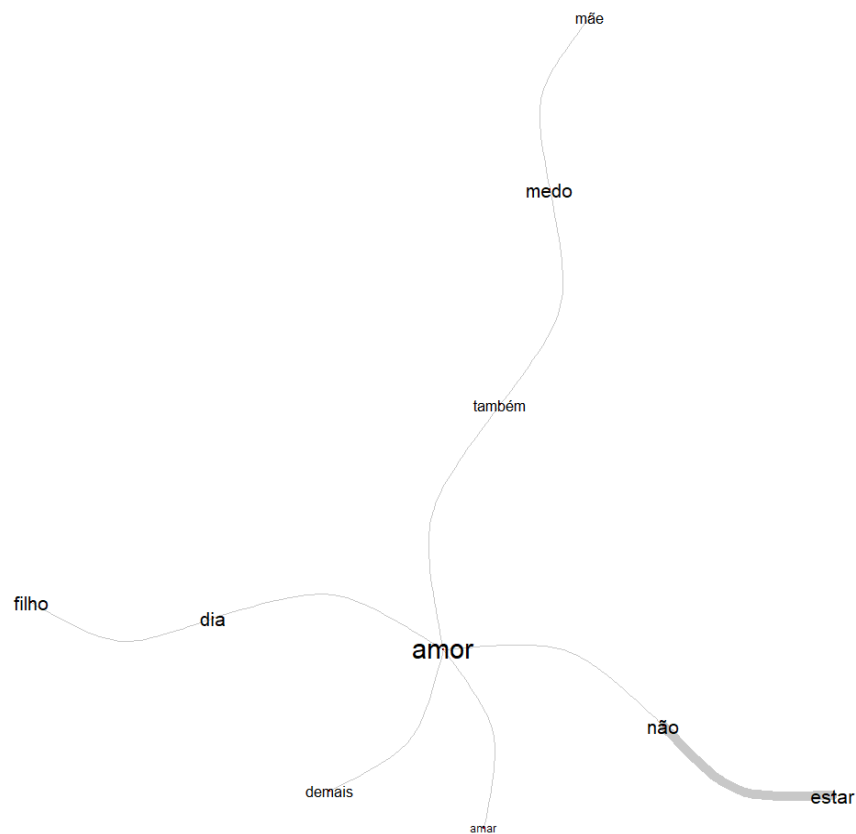 mãe
medo
também
filho
dia
amor
não
demais
estar
amar